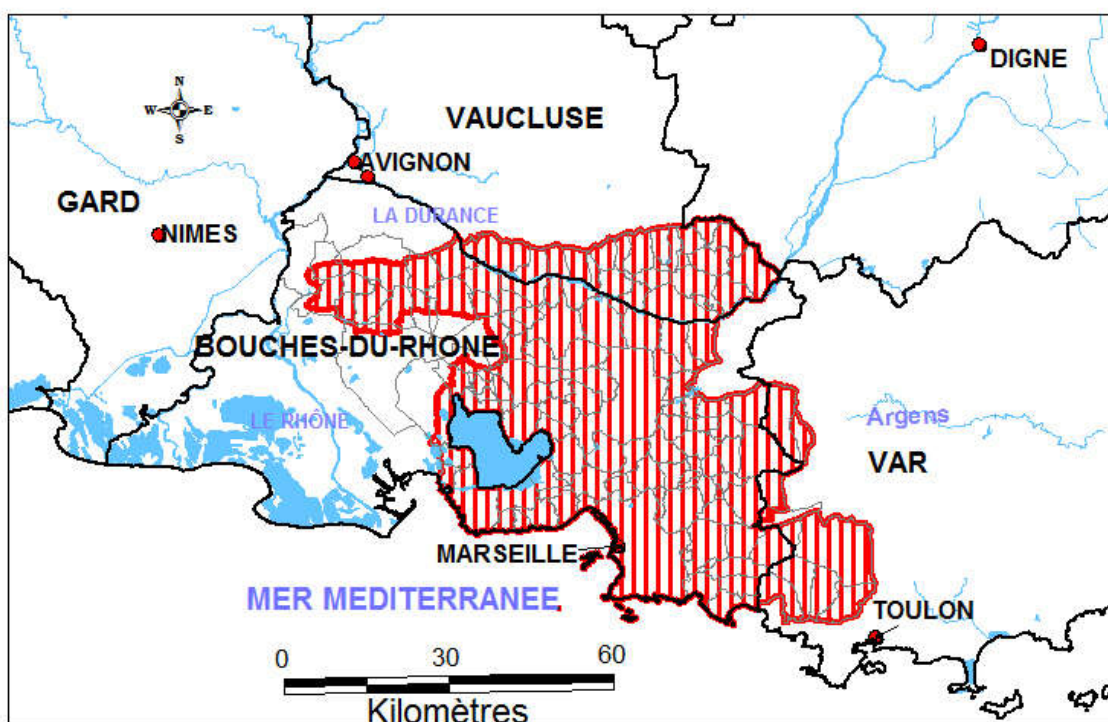 N
W E
S
DIGNE
VAUCLUSE
AVIGNON
GARD
LA DURANCE
NIMES
BOUCHES-DU-RHONE
LE RHÔNE
Argens
VAR
MARSEILLE
MER MEDITERRANEE
TOULON
0 30 60
Kilomètres